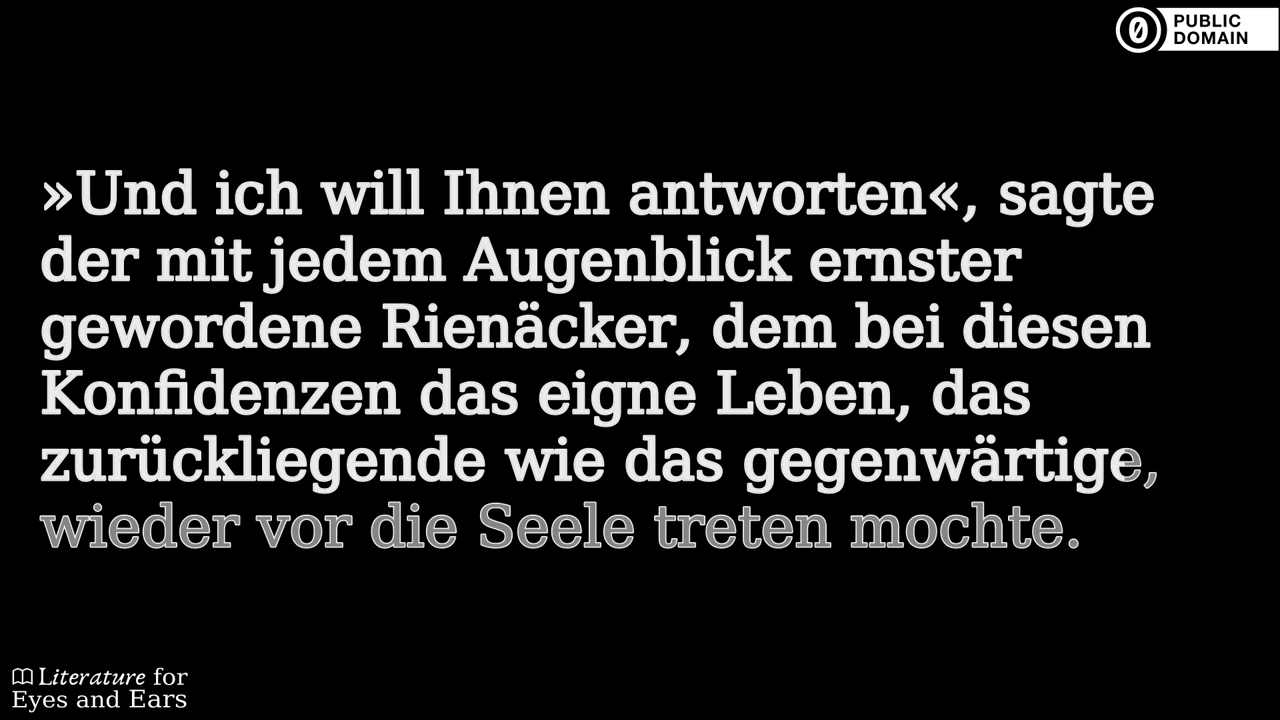 PUBLIC
DOMAIN
»Und ich will Ihnen antworten«, sagte
der mit jedem Augenblick ernster
gewordene Rienäcker, dem bei diesen
Konfidenzen das eigne Leben, das
zurückliegende wie das gegenwärtige,
wieder vor die Seele treten mochte.
Literature for
Eyes and Ears